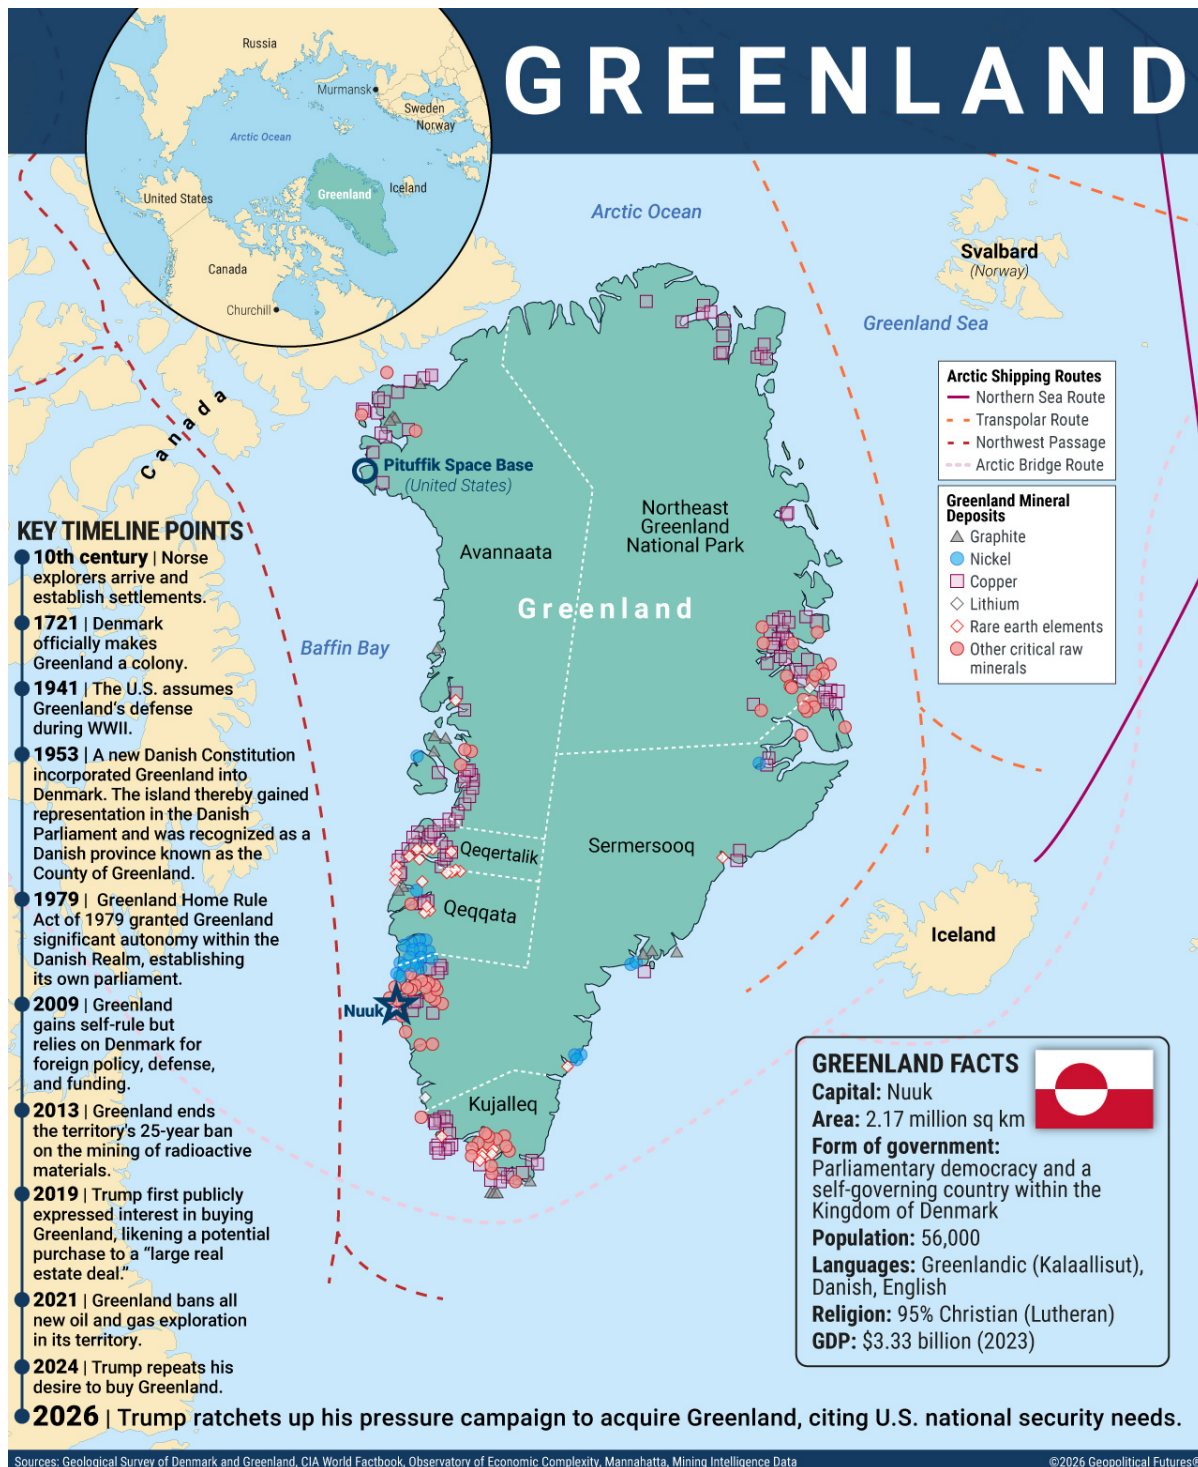 GREENLAND
Russia
Murmansk
Sweden
Norway
Arctic Ocean
United States
Greenland
Iceland
Canada
Churchill
Arctic Ocean
Svalbard
(Norway)
Greenland Sea
Canada
Pituffik Space Base
(United States)
Northeast
Greenland
National Park
Avannaata
Greenland
Baffin Bay
Qeqertalik
Sermersooq
Qeqqata
Nuuk
Kujalleq
Iceland
Arctic Shipping Routes
Northern Sea Route
Transpolar Route
Northwest Passage
Arctic Bridge Route
Greenland Mineral
Deposits
Graphite
Nickel
Copper
Lithium
Rare earth elements
Other critical raw
minerals
KEY TIMELINE POINTS
10th century | Norse
explorers arrive and
establish settlements.
1721 | Denmark
officially makes
Greenland a colony.
1941 | The U.S. assumes
Greenland's defense
during WWII.
1953 | A new Danish Constitution
incorporated Greenland into
Denmark. The island thereby gained
representation in the Danish
Parliament and was recognized as a
Danish province known as the
County of Greenland.
1979 | Greenland Home Rule
Act of 1979 granted Greenland
significant autonomy within the
Danish Realm, establishing
its own parliament.
2009 | Greenland
gains self-rule but
relies on Denmark for
foreign policy, defense,
and funding.
2013 | Greenland ends
the territory's 25-year ban
on the mining of radioactive
materials.
2019 | Trump first publicly
expressed interest in buying
Greenland, likening a potential
purchase to a “large real
estate deal.”
2021 | Greenland bans all
new oil and gas exploration
in its territory.
2024 | Trump repeats his
desire to buy Greenland.
2026 | Trump ratchets up his pressure campaign to acquire Greenland, citing U.S. national security needs.
GREENLAND FACTS
Capital: Nuuk
Area: 2.17 million sq km
Form of government:
Parliamentary democracy and a
self-governing country within the
Kingdom of Denmark
Population: 56,000
Languages: Greenlandic (Kalaallisut),
Danish, English
Religion: 95% Christian (Lutheran)
GDP: $3.33 billion (2023)
Sources: Geological Survey of Denmark and Greenland, CIA World Factbook, Observatory of Economic Complexity, Mannahatta, Mining Intelligence Data
©2026 Geopolitical Futures®